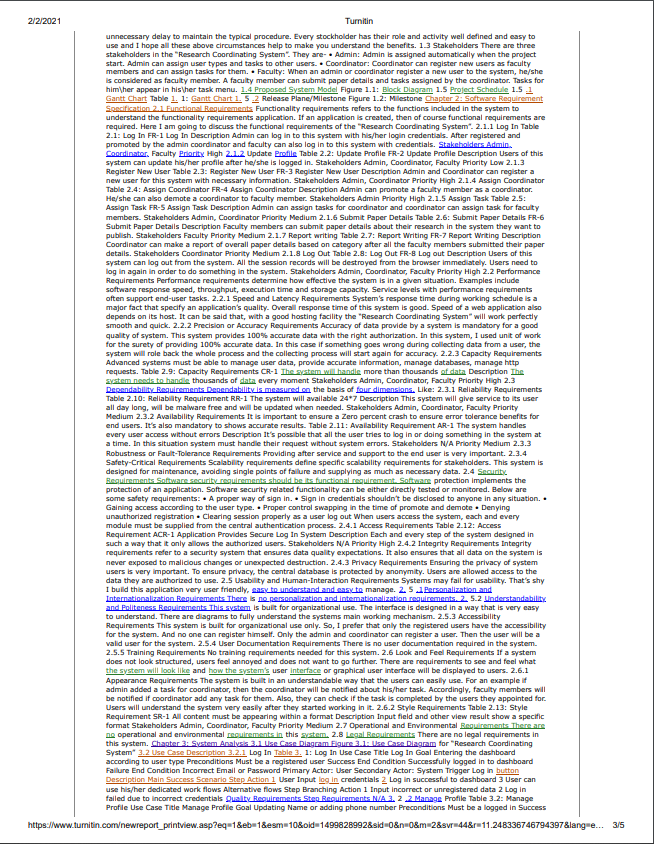 2/2/2021 Turnitin
unnecessary delay to maintain the typical procedure. Every stockholder has their role and activity well defined and easy to
use and I hope all these above circumstances help to make you understand the benefits. 1.3 Stakeholders There are three
stakeholders in the "Research Coordinating System". They are- • Admin: Admin is assigned automatically when the project
start. Admin can assign user types and tasks to other users. • Coordinator: Coordinator can register new users as faculty
members and can assign tasks for them. • Faculty: When an admin or coordinator register a new user to the system, he/she
is considered as faculty member. A faculty member can submit paper details and tasks assigned by the coordinator. Tasks for
him\her appear in his\her task menu. 1.4 Proposed System Model Figure 1.1: Block Diagram 1.5 Project Schedule 1.5 .1
Gantt Chart Table 1. 1: Gantt Chart 1. 5 .2 Release Plane/Milestone Figure 1.2: Milestone Chapter 2: Software Requirement
Specification 2.1 Functional Requirements Functionality requirements refers to the functions included in the system to
understand the functionality requirements application. If an application is created, then of course functional requirements are
required. Here I am going to discuss the functional requirements of the "Research Coordinating System". 2.1.1 Log In Table
2.1: Log In FR-1 Log In Description Admin can log in to this system with his/her login credentials. After registered and
promoted by the admin coordinator and faculty can also log in to this system with credentials. Stakeholders Admin,
Coordinator, Faculty Priority High 2.1.2 Update Profile Table 2.2: Update Profile FR-2 Update Profile Description Users of this
system can update his/her profile after he/she is logged in. Stakeholders Admin, Coordinator, Faculty Priority Low 2.1.3
Register New User Table 2.3: Register New User FR-3 Register New User Description Admin and Coordinator can register a
new user for this system with necessary information. Stakeholders Admin, Coordinator Priority High 2.1.4 Assign Coordinator
Table 2.4: Assign Coordinator FR-4 Assign Coordinator Description Admin can promote a faculty member as a coordinator.
He/she can also demote a coordinator to faculty member. Stakeholders Admin Priority High 2.1.5 Assign Task Table 2.5:
Assign Task FR-5 Assign Task Description Admin can assign tasks for coordinator and coordinator can assign task for faculty
members. Stakeholders Admin, Coordinator Priority Medium 2.1.6 Submit Paper Details Table 2.6: Submit Paper Details FR-6
Submit Paper Details Description Faculty members can submit paper details about their research in the system they want to
publish. Stakeholders Faculty Priority Medium 2.1.7 Report writing Table 2.7: Report Writing FR-7 Report Writing Description
Coordinator can make a report of overall paper details based on category after all the faculty members submitted their paper
details. Stakeholders Coordinator Priority Medium 2.1.8 Log Out Table 2.8: Log Out FR-8 Log out Description Users of this
system can log out from the system. All the session records will be destroyed from the browser immediately. Users need to
log in again in order to do something in the system. Stakeholders Admin, Coordinator, Faculty Priority High 2.2 Performance
Requirements Performance requirements determine how effective the system is in a given situation. Examples include
software response speed, throughput, execution time and storage capacity. Service levels with performance requirements
often support end-user tasks. 2.2.1 Speed and Latency Requirements System's response time during working schedule is a
major fact that specify an application's quality. Overall response time of this system is good. Speed of a web application also
depends on its host. It can be said that, with a good hosting facility the "Research Coordinating System" will work perfectly
smooth and quick. 2.2.2 Precision or Accuracy Requirements Accuracy of data provide by a system is mandatory for a good
quality of system. This system provides 100% accurate data with the right authorization. In this system, I used unit of work
for the surety of providing 100% accurate data. In this case if something goes wrong during collecting data from a user, the
system will role back the whole process and the collecting process will start again for accuracy. 2.2.3 Capacity Requirements
Advanced systems must be able to manage user data, provide accurate information, manage databases, manage http
requests. Table 2.9: Capacity Requirements CR-1 The system will handle more than thousands of data Description The
system needs to handle thousands of data every moment Stakeholders Admin, Coordinator, Faculty Priority High 2.3
Dependability Requirements Dependability is measured on the basis of four dimensions. Like: 2.3.1 Reliability Requirements
Table 2.10: Reliability Requirement RR-1 The system will available 24*7 Description This system will give service to its user
all day long, will be malware free and will be updated when needed. Stakeholders Admin, Coordinator, Faculty Priority
Medium 2.3.2 Availability Requirements It is important to ensure a Zero percent crash to ensure error tolerance benefits for
end users. It's also mandatory to shows accurate results. Table 2.11: Availability Requirement AR-1 The system handles
every user access without errors Description It's possible that all the user tries to log in or doing something in the system at
a time. In this situation system must handle their request without system errors. Stakeholders N/A Priority Medium 2.3.3
Robustness or Fault-Tolerance Requirements Providing after service and support to the end user is very important. 2.3.4
Safety-Critical Requirements Scalability requirements define specific scalability requirements for stakeholders. This system is
designed for maintenance, avoiding single points of failure and supplying as much as necessary data. 2.4 Security
Requirements Software security requirements should be its functional requirement. Software protection implements the
protection of an application. Software security related functionality can be either directly tested or monitored. Below are
some safety requirements: • A proper way of sign in. • Sign in credentials shouldn't be disclosed to anyone in any situation. •
Gaining access according to the user type. • Proper control swapping in the time of promote and demote • Denying
unauthorized registration • Clearing session properly as a user log out When users access the system, each and every
module must be supplied from the central authentication process. 2.4.1 Access Requirements Table 2.12: Access
Requirement ACR-1 Application Provides Secure Log In System Description Each and every step of the system designed in
such a way that it only allows the authorized users. Stakeholders N/A Priority High 2.4.2 Integrity Requirements Integrity
requirements refer to a security system that ensures data quality expectations. It also ensures that all data on the system is
never exposed to malicious changes or unexpected destruction. 2.4.3 Privacy Requirements Ensuring the privacy of system
users is very important. To ensure privacy, the central database is protected by anonymity. Users are allowed to access to the
data they are authorized to use. 2.5 Usability and Human-Interaction Requirements Systems may fail for usability. That's shy
I build this application very user friendly, easy to understand and easy to manage. 2. 5 .1Personalization and
Internationalization Requirements There is no personalization and internationalization requirements. 2. 5.2 Understandability
and Politeness Requirements This system is built for organizational use. The interface is designed in a way that is very easy
to understand. There are diagrams to fully understand the systems main working mechanism. 2.5.3 Accessibility
Requirements This system is built for organizational use only. So, I prefer that only the registered users have the accessibility
for the system. And no one can register himself. Only the admin and coordinator can register a user. Then the user will be a
valid user for the system. 2.5.4 User Documentation Requirements There is no user documentation required in the system.
2.5.5 Training Requirements No training requirements needed for this system. 2.6 Look and Feel Requirements If a system
does not look structured, users feel annoyed and does not want to go further. There are requirements to see and feel what
the system will look like and how the system's user interface or graphical user interface will be displayed to users. 2.6.1
Appearance Requirements The system is built in an understandable way that the users can easily use. For an example if
admin added a task for coordinator, then the coordinator will be notified about his/her task. Accordingly, faculty members will
be notified if coordinator add any task for them. Also, they can check if the task is completed by the users they appointed for.
Users will understand the system very easily after they started working in it. 2.6.2 Style Requirements Table 2.13: Style
Requirement SR-1 All content must be appearing within a format Description Input field and other view result show a specific
format Stakeholders Admin, Coordinator, Faculty Priority Medium 2.7 Operational and Environmental Requirements There are
no operational and environmental requirements in this system. 2.8 Legal Requirements There are no legal requirements in
this system. Chapter 3: System Analysis 3.1 Use Case Diagram Figure 3.1: Use Case Diagram for "Research Coordinating
System" 3.2 Use Case Description 3.2.1 Log In Table 3. 1: Log In Use Case Title Log In Goal Entering the dashboard
according to user type Preconditions Must be a registered user Success End Condition Successfully logged in to dashboard
Failure End Condition Incorrect Email or Password Primary Actor: User Secondary Actor: System Trigger Log in button
Description Main Success Scenario Step Action 1 User Input log in credentials 2 Log in successful to dashboard 3 User can
use his/her dedicated work flows Alternative flows Step Branching Action 1 Input incorrect or unregistered data 2 Log in
failed due to incorrect credentials Quality Requirements Step Requirements N/A 3. 2 .2 Manage Profile Table 3.2: Manage
Profile Use Case Title Manage Profile Goal Updating Name or adding phone number Preconditions Must be a logged in Success
https://www.turnitin.com/newreport_printview.asp?eq=1&eb=1&esm=10&oid=1499828992&sid=0&n=0&m=2&svr=44&r=11.248336746794397&lang=e… 3/5